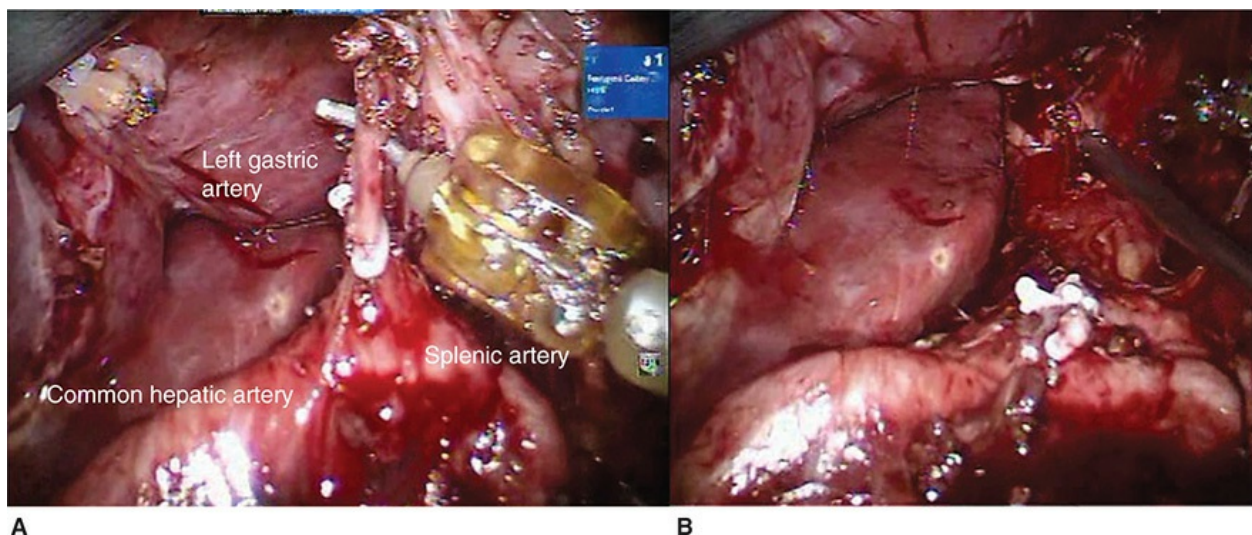 Left gastric
artery
Splenic artery
Common hepatic artery
A
B